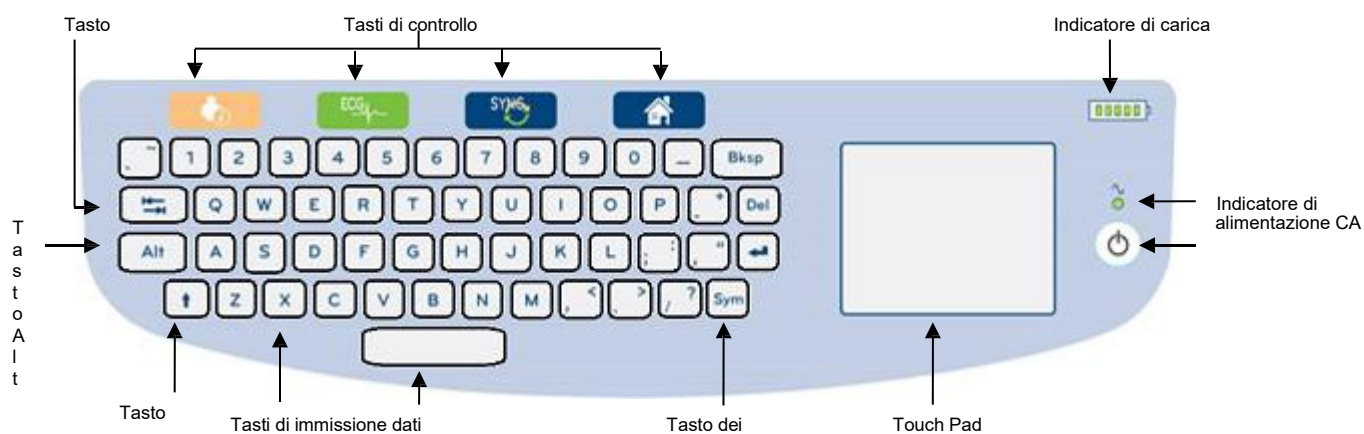 Tasto
Tasti di controllo
Indicatore di carica
ECG
SYNC
1 2 3 4 5 6 7 8 9 0 _ Bksp
Q W E R T Y U I O P . + Del
Alt A S D F G H J K L ; : , " 
Z X C V B N M , < . > / ? Sym
Indicatore di
alimentazione CA
T
a
s
t
o
A
l
t
Tasto
Tasti di immissione dati
Tasto dei
Touch Pad